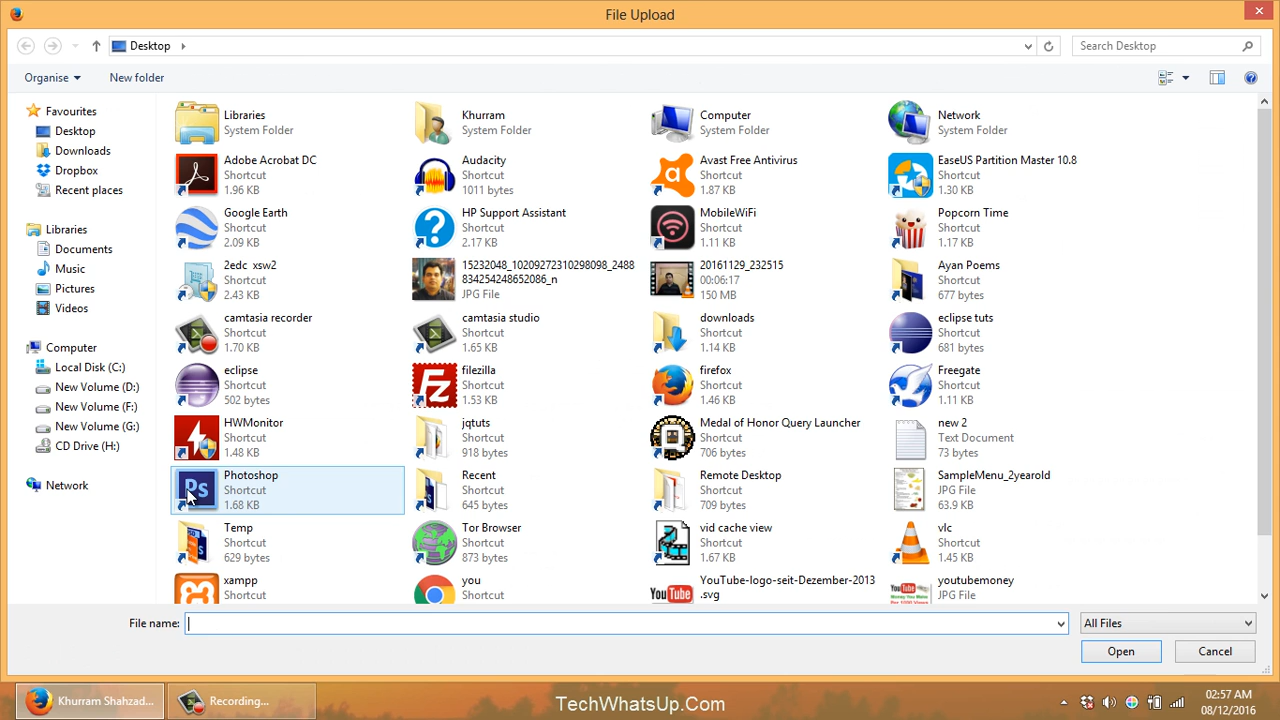 File Upload
Desktop
Search Desktop
Organise
New folder
Favourites
Desktop
Downloads
Dropbox
Recent places
Libraries
Documents
Music
Pictures
Videos
Computer
Local Disk (C:)
New Volume (D:)
New Volume (F:)
New Volume (G:)
CD Drive (H:)
Network
Libraries
System Folder
Khurram
System Folder
Computer
System Folder
Network
System Folder
Adobe Acrobat DC
Shortcut
1.96 KB
Audacity
Shortcut
1011 bytes
Avast Free Antivirus
Shortcut
1.87 KB
EaseUS Partition Master 10.8
Shortcut
1.30 KB
Google Earth
Shortcut
2.09 KB
HP Support Assistant
Shortcut
2.17 KB
MobileWiFi
Shortcut
1.11 KB
Popcorn Time
Shortcut
1.17 KB
2edc xsw2
Shortcut
2.43 KB
15232048_10209272310298098_2488
834254248652086_n
JPG File
20161129_232515
00:06:17
150 MB
Ayan Poems
Shortcut
677 bytes
camtasia recorder
Shortcut
1.70 KB
camtasia studio
Shortcut
1.65 KB
downloads
Shortcut
1.14 KB
eclipse tuts
Shortcut
681 bytes
eclipse
Shortcut
502 bytes
filezilla
Shortcut
1.53 KB
firefox
Shortcut
1.46 KB
Freegate
Shortcut
1.11 KB
HWMonitor
Shortcut
1.48 KB
jqtuts
Shortcut
918 bytes
Medal of Honor Query Launcher
Shortcut
706 bytes
new 2
Text Document
73 bytes
Ps
Photoshop
Shortcut
1.68 KB
Recent
Shortcut
645 bytes
Remote Desktop
Shortcut
709 bytes
SampleMenu_2yearold
JPG File
63.9 KB
Temp
Shortcut
629 bytes
Tor Browser
Shortcut
873 bytes
vid cache view
Shortcut
1.67 KB
vlc
Shortcut
1.45 KB
xampp
Shortcut
you
Shortcut
YouTube
YouTube-logo-seit-Dezember-2013
.svg
youtubemoney
JPG File
File name:
All Files
Open
Cancel
Khurram Shahzad...
Recording...
TechWhatsUp.Com
02:57 AM
08/12/2016